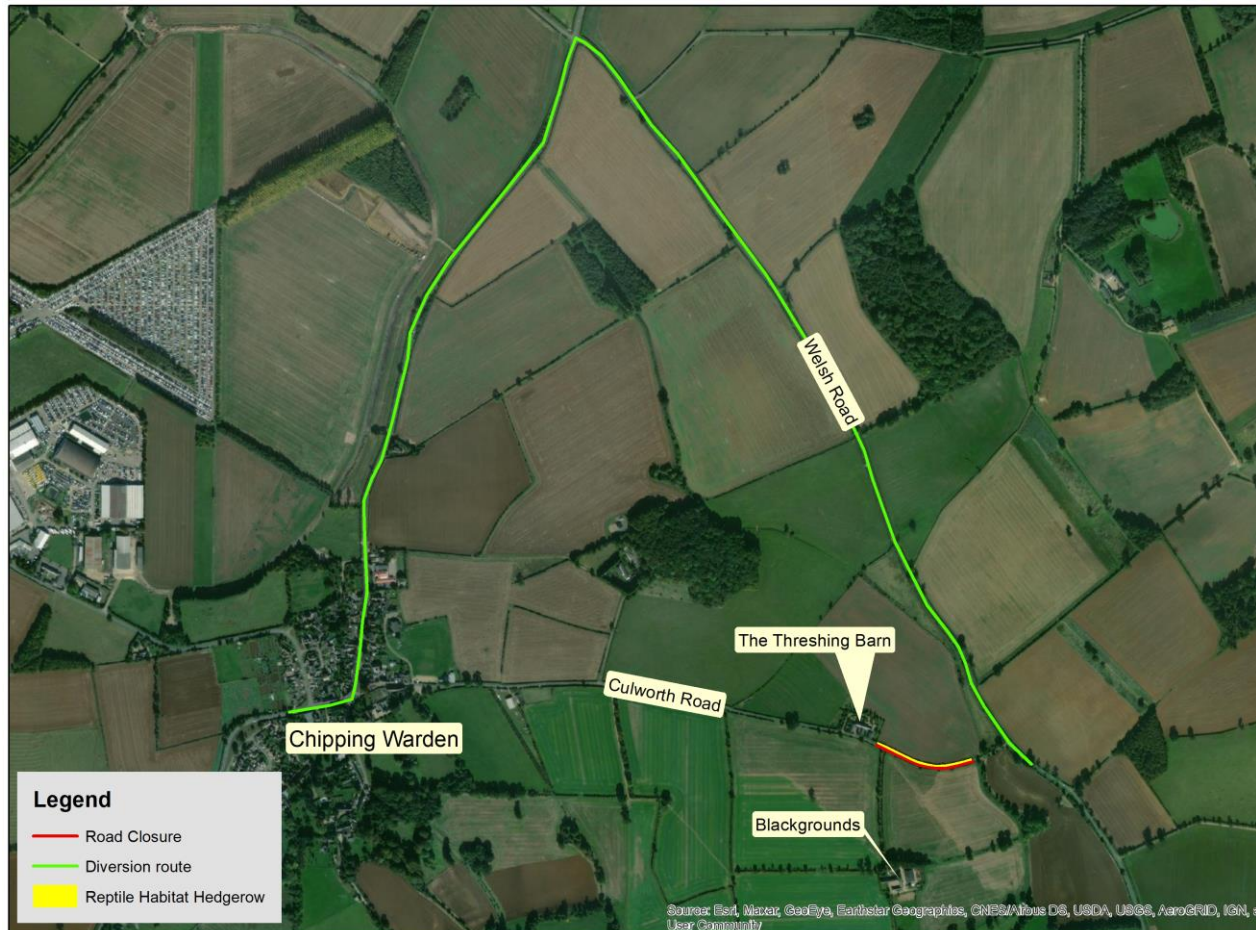 Welsh Road
The Threshing Barn
Culworth Road
Chipping Warden
Blackgrounds
Legend
Road Closure
Diversion route
Reptile Habitat Hedgerow
Source: Esri, Maxar, GeoEye, Earthstar Geographics, CNES/Airbus DS, USDA, USGS, AeroGRID, IGN, a
User Community